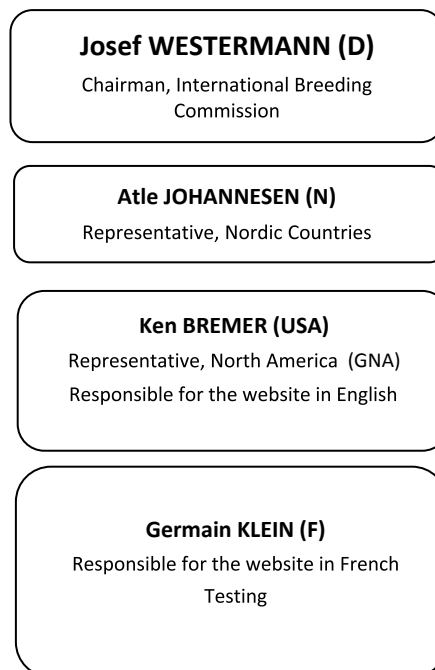 Josef WESTERMANN (D)
Chairman, International Breeding
Commission
Atle JOHANNESEN (N)
Representative, Nordic Countries
Ken BREMER (USA)
Representative, North America (GNA)
Responsible for the website in English
Germain KLEIN (F)
Responsible for the website in French
Testing